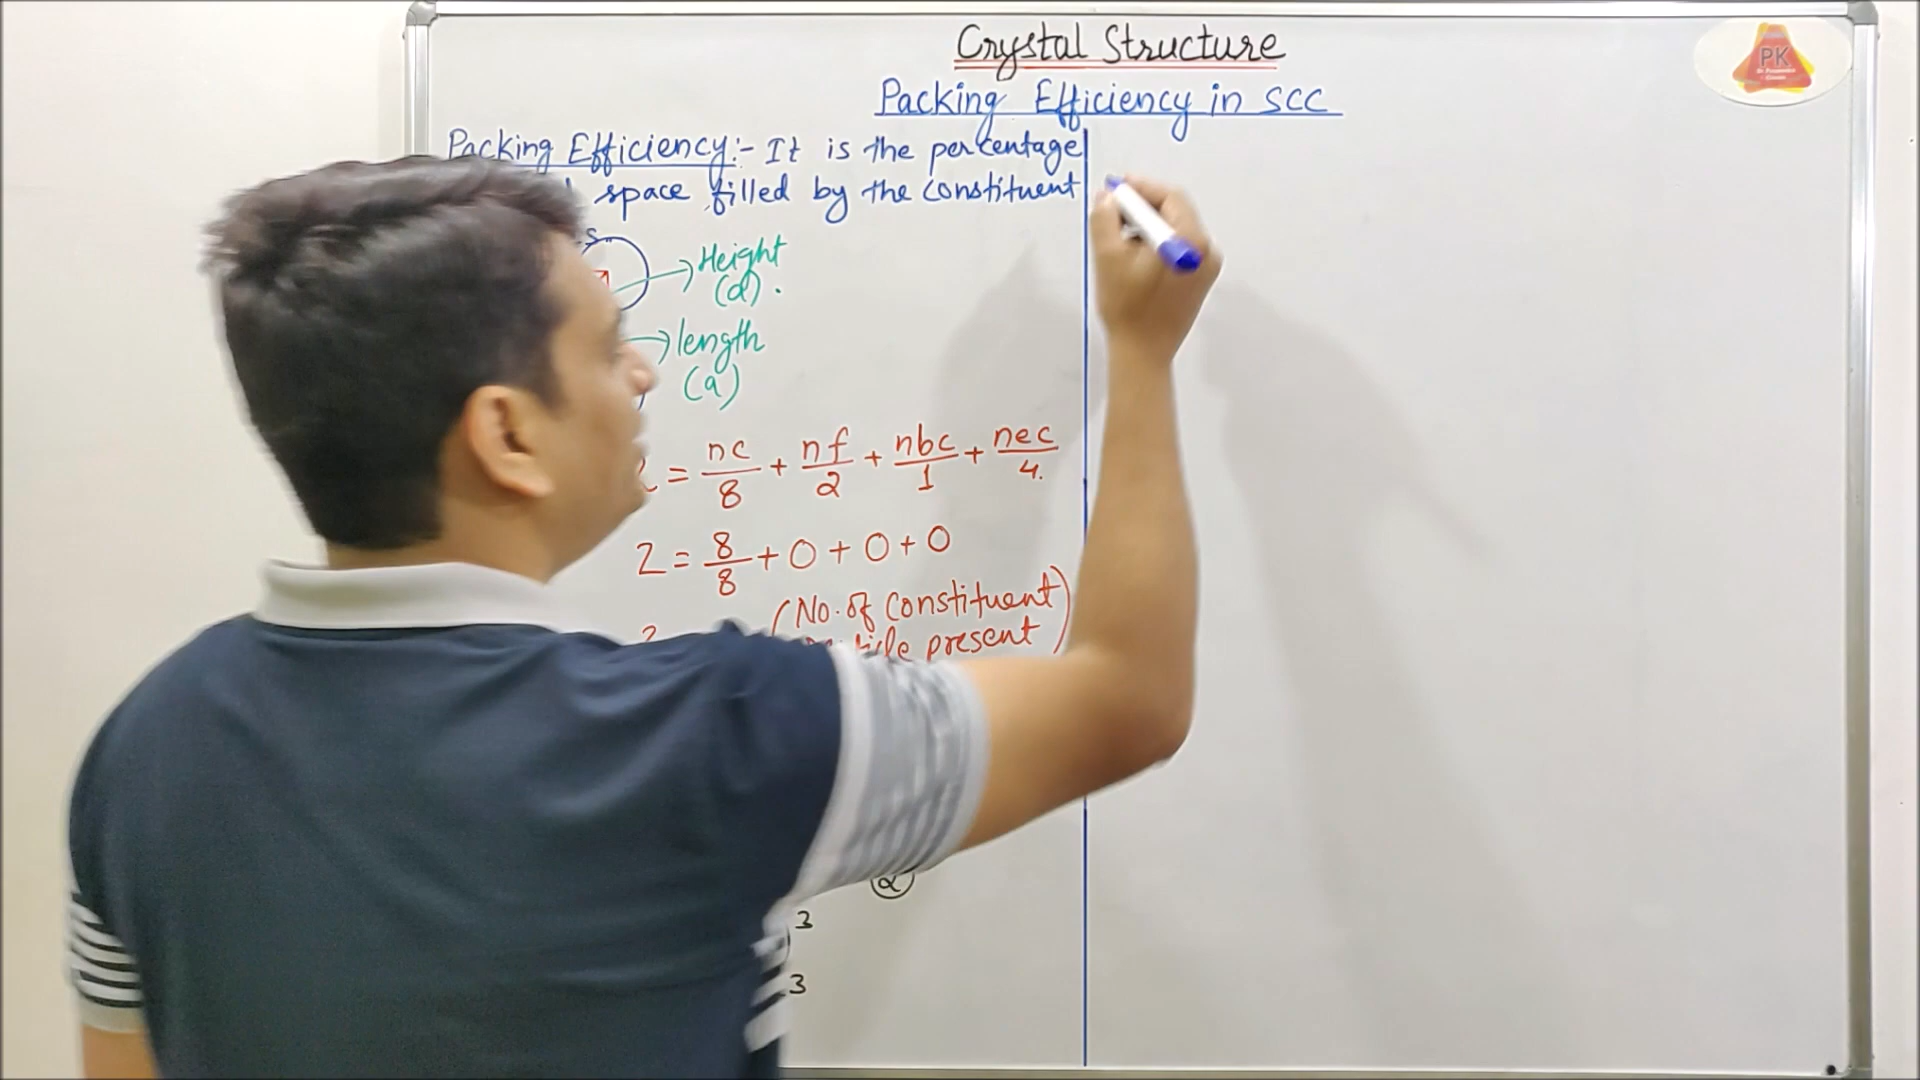 Crystal Structure
PK
Packing Efficiency in SCC
Packing Efficiency:- It is the percentage
space filled by the constituent
Height
(a).
length
(a)
= nc/8 + nf/2 + nbc/1 + nec/4.
Z = 8/8 + 0 + 0 + 0
(No. of constituent
present)
3
3